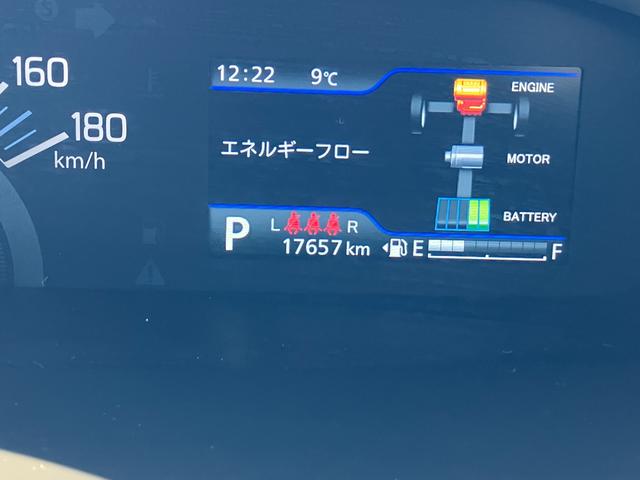 160
180
km/h
12:22 9℃
ENGINE
エネルギーフロー
MOTOR
BATTERY
P
L R
17657 km
E F